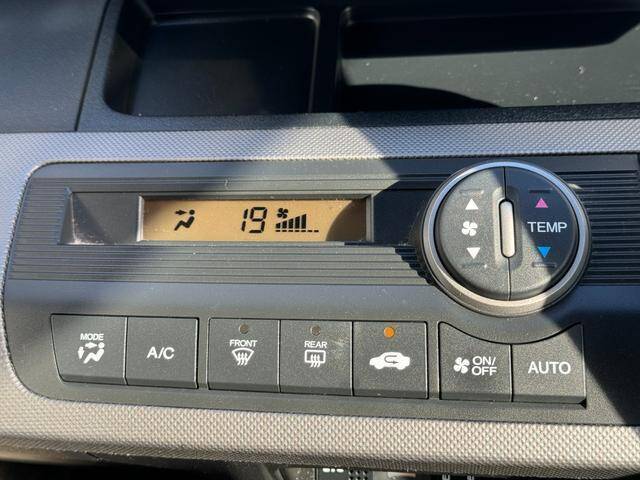 19
TEMP
MODE
A/C
FRONT
REAR
ON/
OFF
AUTO